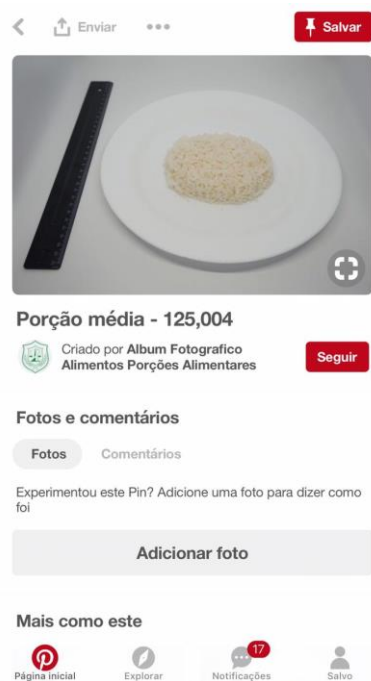 Enviar
Salvar
Porção média - 125,004
Criado por Album Fotografico
Alimentos Porções Alimentares
Seguir
Fotos e comentários
Fotos
Comentários
Experimentou este Pin? Adicione uma foto para dizer como
foi
Adicionar foto
Mais como este
17
Página inicial
Explorar
Notificações
Salvo